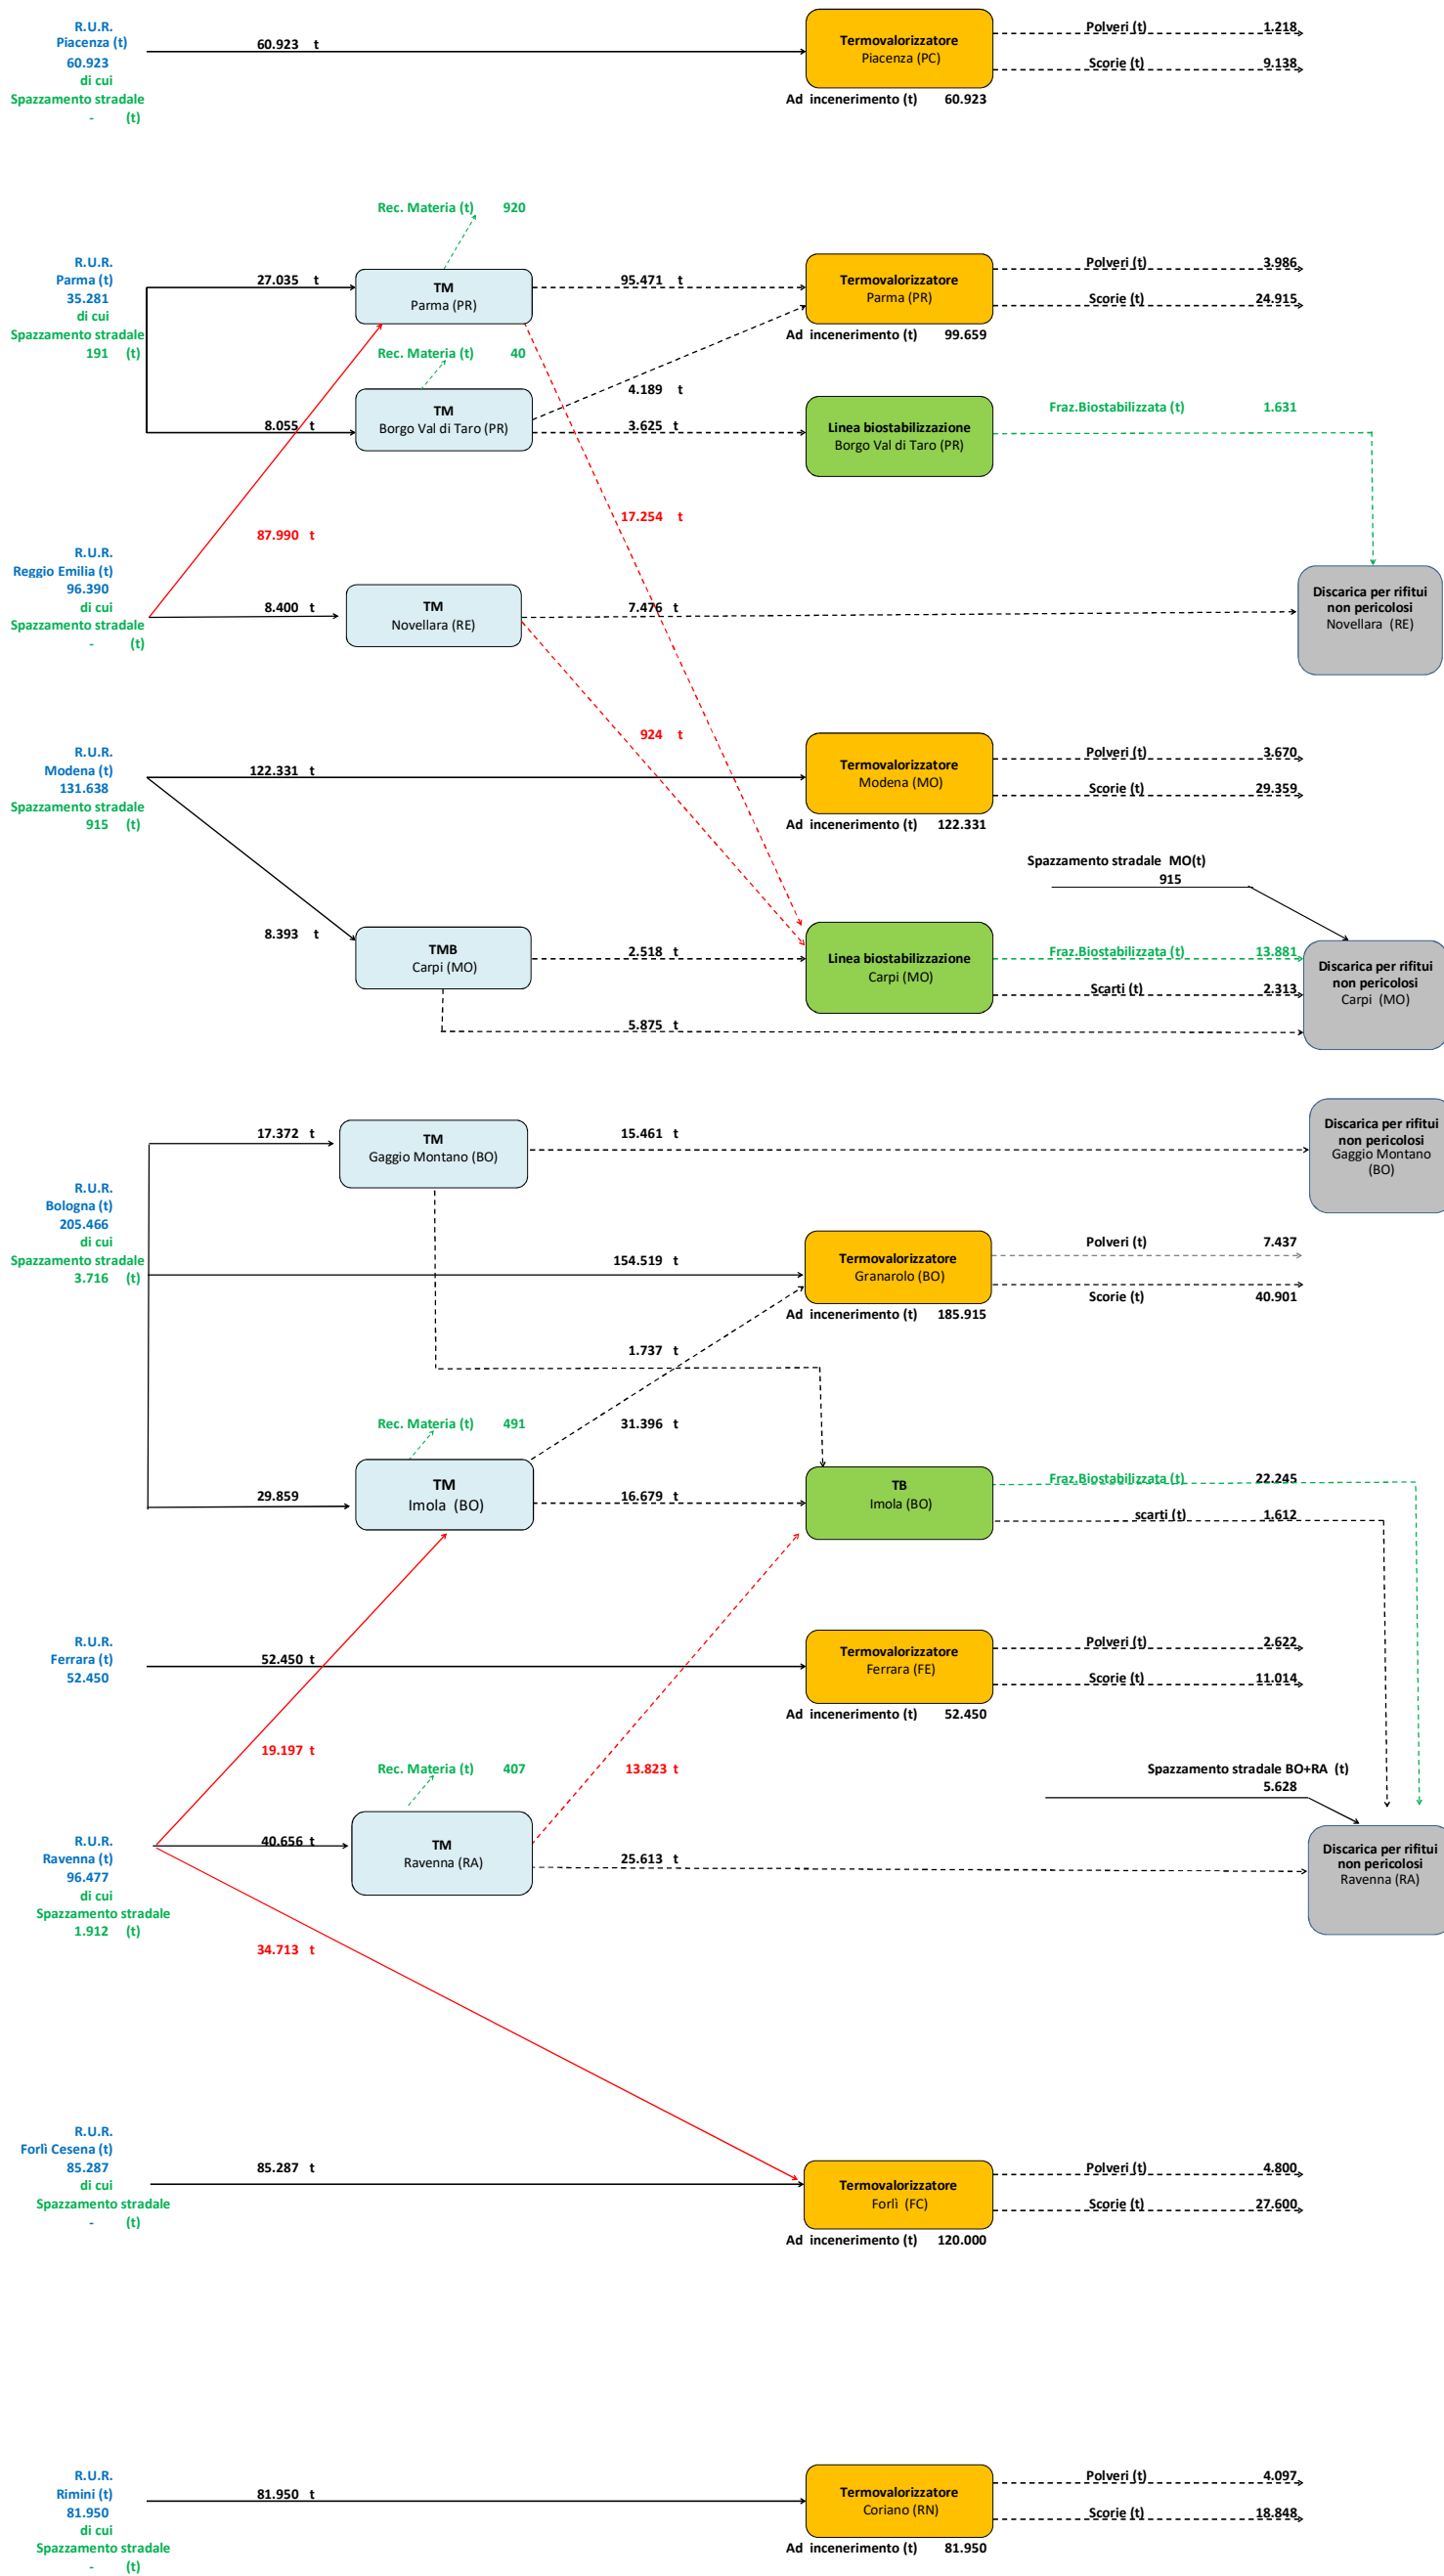 R.U.R.
Piacenza (t)
60.923
di cui
Spazzamento stradale
- (t)
60.923 t
Termovalorizzatore
Piacenza (PC)
Ad incenerimento (t) 60.923
Polveri (t) 1.218
Scorie (t) 9.138
Rec. Materia (t) 920
R.U.R.
Parma (t)
35.281
di cui
Spazzamento stradale
191 (t)
27.035 t
TM
Parma (PR)
95.471 t
Termovalorizzatore
Parma (PR)
Ad incenerimento (t) 99.659
Polveri (t) 3.986
Scorie (t) 24.915
Rec. Materia (t) 40
8.055 t
TM
Borgo Val di Taro (PR)
4.189 t
3.625 t
Linea biostabilizzazione
Borgo Val di Taro (PR)
Fraz.Biostabilizzata (t) 1.631
87.990 t
17.254 t
R.U.R.
Reggio Emilia (t)
96.390
di cui
Spazzamento stradale
- (t)
8.400 t
TM
Novellara (RE)
7.476 t
Discarica per rifitui
non pericolosi
Novellara (RE)
924 t
R.U.R.
Modena (t)
131.638
Spazzamento stradale
915 (t)
122.331 t
Termovalorizzatore
Modena (MO)
Ad incenerimento (t) 122.331
Polveri (t) 3.670
Scorie (t) 29.359
Spazzamento stradale MO(t)
915
8.393 t
TMB
Carpi (MO)
2.518 t
5.875 t
Linea biostabilizzazione
Carpi (MO)
Fraz.Biostabilizzata (t) 13.881
Scarti (t) 2.313
Discarica per rifitui
non pericolosi
Carpi (MO)
17.372 t
TM
Gaggio Montano (BO)
15.461 t
Discarica per rifitui
non pericolosi
Gaggio Montano
(BO)
R.U.R.
Bologna (t)
205.466
di cui
Spazzamento stradale
3.716 (t)
154.519 t
Termovalorizzatore
Granarolo (BO)
Ad incenerimento (t) 185.915
Polveri (t) 7.437
Scorie (t) 40.901
1.737 t
Rec. Materia (t) 491
31.396 t
29.859
TM
Imola (BO)
16.679 t
TB
Imola (BO)
Fraz.Biostabilizzata (t) 22.245
scarti (t) 1.612
R.U.R.
Ferrara (t)
52.450
52.450 t
Termovalorizzatore
Ferrara (FE)
Ad incenerimento (t) 52.450
Polveri (t) 2.622
Scorie (t) 11.014
19.197 t
Rec. Materia (t) 407
13.823 t
Spazzamento stradale BO+RA (t)
5.628
R.U.R.
Ravenna (t)
96.477
di cui
Spazzamento stradale
1.912 (t)
40.656 t
TM
Ravenna (RA)
25.613 t
Discarica per rifitui
non pericolosi
Ravenna (RA)
34.713 t
R.U.R.
Forlì Cesena (t)
85.287
di cui
Spazzamento stradale
- (t)
85.287 t
Termovalorizzatore
Forlì (FC)
Ad incenerimento (t) 120.000
Polveri (t) 4.800
Scorie (t) 27.600
R.U.R.
Rimini (t)
81.950
di cui
Spazzamento stradale
- (t)
81.950 t
Termovalorizzatore
Coriano (RN)
Ad incenerimento (t) 81.950
Polveri (t) 4.097
Scorie (t) 18.848